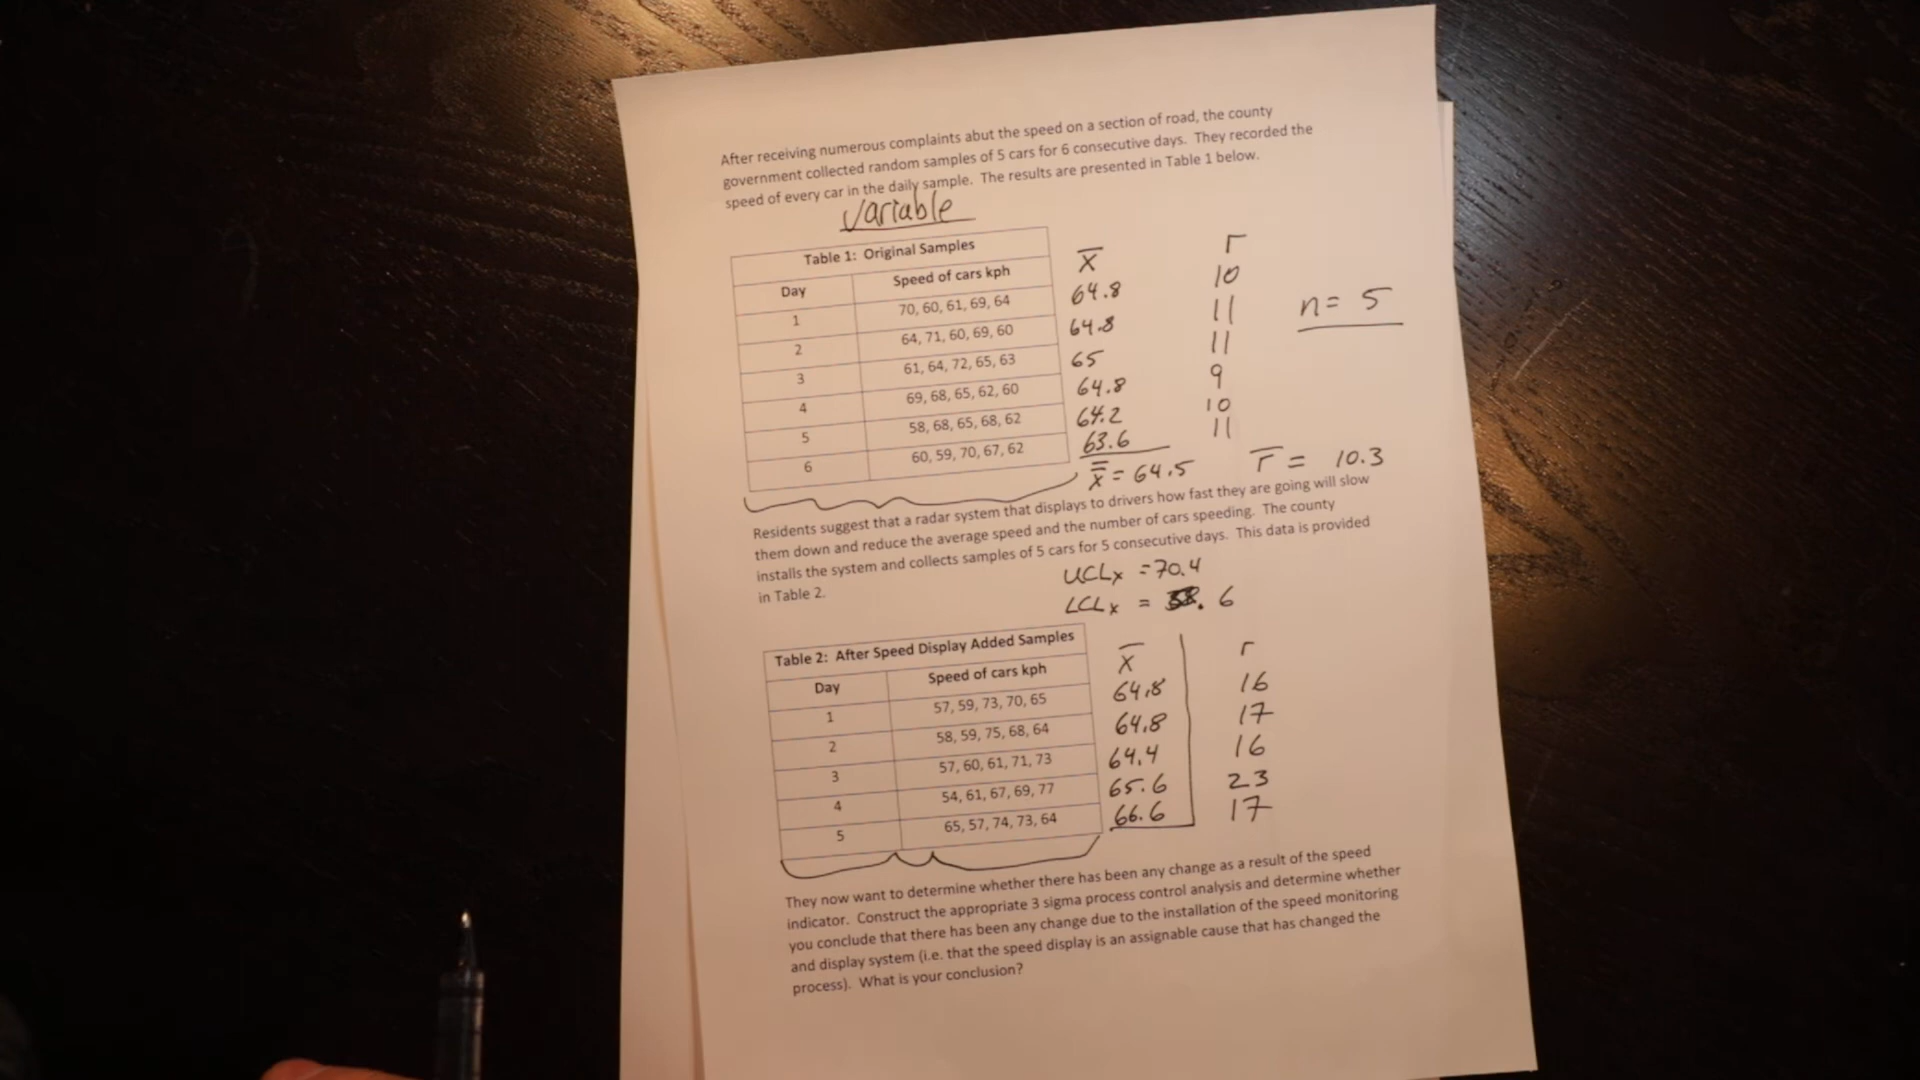 After receiving numerous complaints abut the speed on a section of road, the county
government collected random samples of 5 cars for 6 consecutive days. They recorded the
speed of every car in the daily sample. The results are presented in Table 1 below.
Variable
Table 1: Original Samples
Day Speed of cars kph x̄ r
1 70, 60, 61, 69, 64 64.8 10
2 64, 71, 60, 69, 60 64.8 11
3 61, 64, 72, 65, 63 65 11
4 69, 68, 65, 62, 60 64.8 9
5 58, 68, 65, 68, 62 64.2 10
6 60, 59, 70, 67, 62 63.6 11
n = 5
x̿ = 64.5 r̄ = 10.3
Residents suggest that a radar system that displays to drivers how fast they are going will slow
them down and reduce the average speed and the number of cars speeding. The county
installs the system and collects samples of 5 cars for 5 consecutive days. This data is provided
in Table 2.
UCLx = 70.4
LCLx = . 6
Table 2: After Speed Display Added Samples
Day Speed of cars kph x̄ r
1 57, 59, 73, 70, 65 64.8 16
2 58, 59, 75, 68, 64 64.8 17
3 57, 60, 61, 71, 73 64.4 16
4 54, 61, 67, 69, 77 65.6 23
5 65, 57, 74, 73, 64 66.6 17
They now want to determine whether there has been any change as a result of the speed
indicator. Construct the appropriate 3 sigma process control analysis and determine whether
you conclude that there has been any change due to the installation of the speed monitoring
and display system (i.e. that the speed display is an assignable cause that has changed the
process). What is your conclusion?